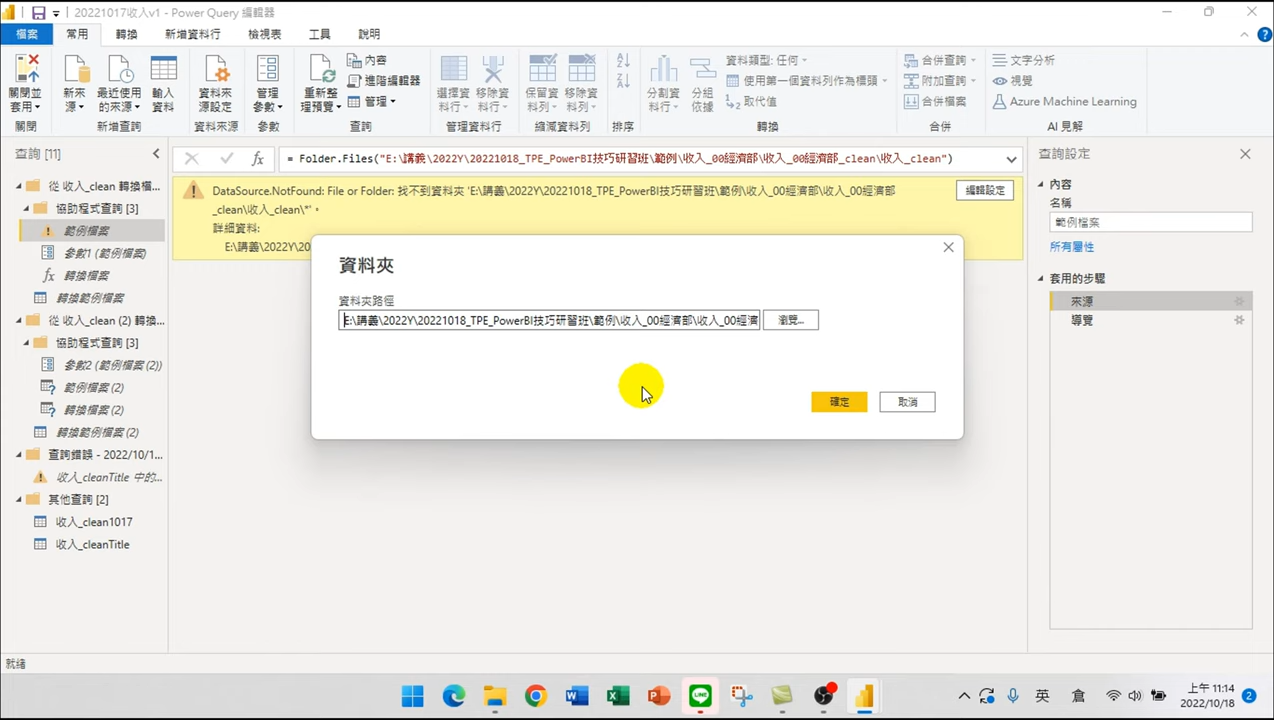 20221017收入v1 - Power Query 編輯器
檔案 常用 轉換 新增資料行 檢視表 工具 說明
關閉並套用 新來源 最近使用的來源 輸入資料 資料來源設定 管理參數 重新整理預覽 內容 進階編輯器 管理 選擇資料行 移除資料行 保留資料列 移除資料列 分割資料行 分組依據 資料類型: 任何 使用第一個資料列作為標頭 取代值 合併查詢 附加查詢 合併檔案 文字分析 視覺 Azure Machine Learning
關閉 新增查詢 資料來源 參數 查詢 管理資料行 縮減資料列 排序 轉換 合併 AI 見解
查詢 [11]
= Folder.Files("E:\講義\2022Y\20221018_TPE_PowerBI技巧研習班\範例\收入_00經濟部\收入_00經濟部_clean\收入_clean")
查詢設定
從 收入_clean 轉換檔...
協助程式查詢 [3]
範例檔案
參數1 (範例檔案)
轉換檔案
轉換範例檔案
從 收入_clean (2) 轉換...
協助程式查詢 [3]
參數2 (範例檔案 (2))
範例檔案 (2)
轉換檔案 (2)
轉換範例檔案 (2)
查詢錯誤 - 2022/10/1...
收入_cleanTitle 中的...
其他查詢 [2]
收入_clean1017
收入_cleanTitle
DataSource.NotFound: File or Folder: 找不到資料夾 'E:\講義\2022Y\20221018_TPE_PowerBI技巧研習班\範例\收入_00經濟部\收入_00經濟部
_clean\收入_clean\*'。
詳細資料:
E:\講義\2022Y\20
編輯設定
資料夾
資料夾路徑
E:\講義\2022Y\20221018_TPE_PowerBI技巧研習班\範例\收入_00經濟部\收入_00經濟
瀏覽...
確定 取消
內容
名稱
範例檔案
所有屬性
套用的步驟
來源
導覽
就緒
英 倉 上午 11:14
2022/10/18 2